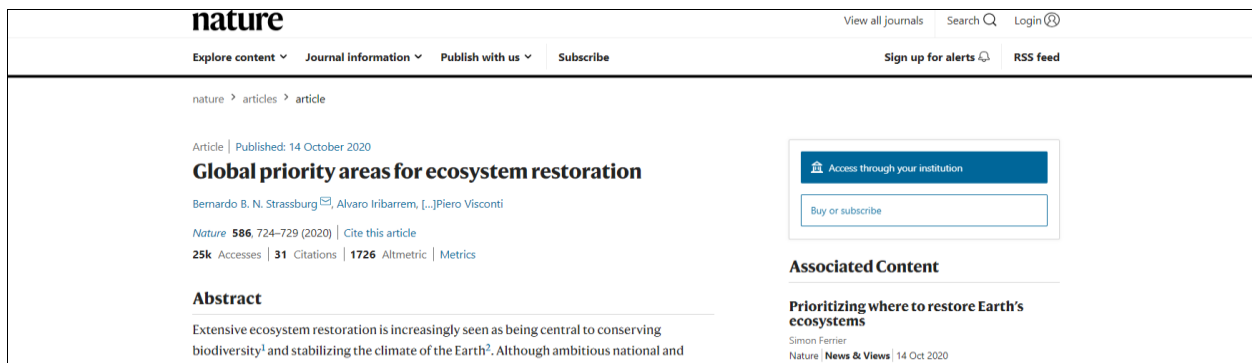 nature
View all journals Search Login
Explore content Journal information Publish with us Subscribe
Sign up for alerts RSS feed
nature > articles > article
Article | Published: 14 October 2020
Global priority areas for ecosystem restoration
Bernardo B. N. Strassburg, Alvaro Iribarrem, [...]Piero Visconti
Nature 586, 724–729 (2020) | Cite this article
25k Accesses | 31 Citations | 1726 Altmetric | Metrics
Abstract
Extensive ecosystem restoration is increasingly seen as being central to conserving
biodiversity1 and stabilizing the climate of the Earth2. Although ambitious national and
Access through your institution
Buy or subscribe
Associated Content
Prioritizing where to restore Earth's
ecosystems
Simon Ferrier
Nature | News & Views | 14 Oct 2020